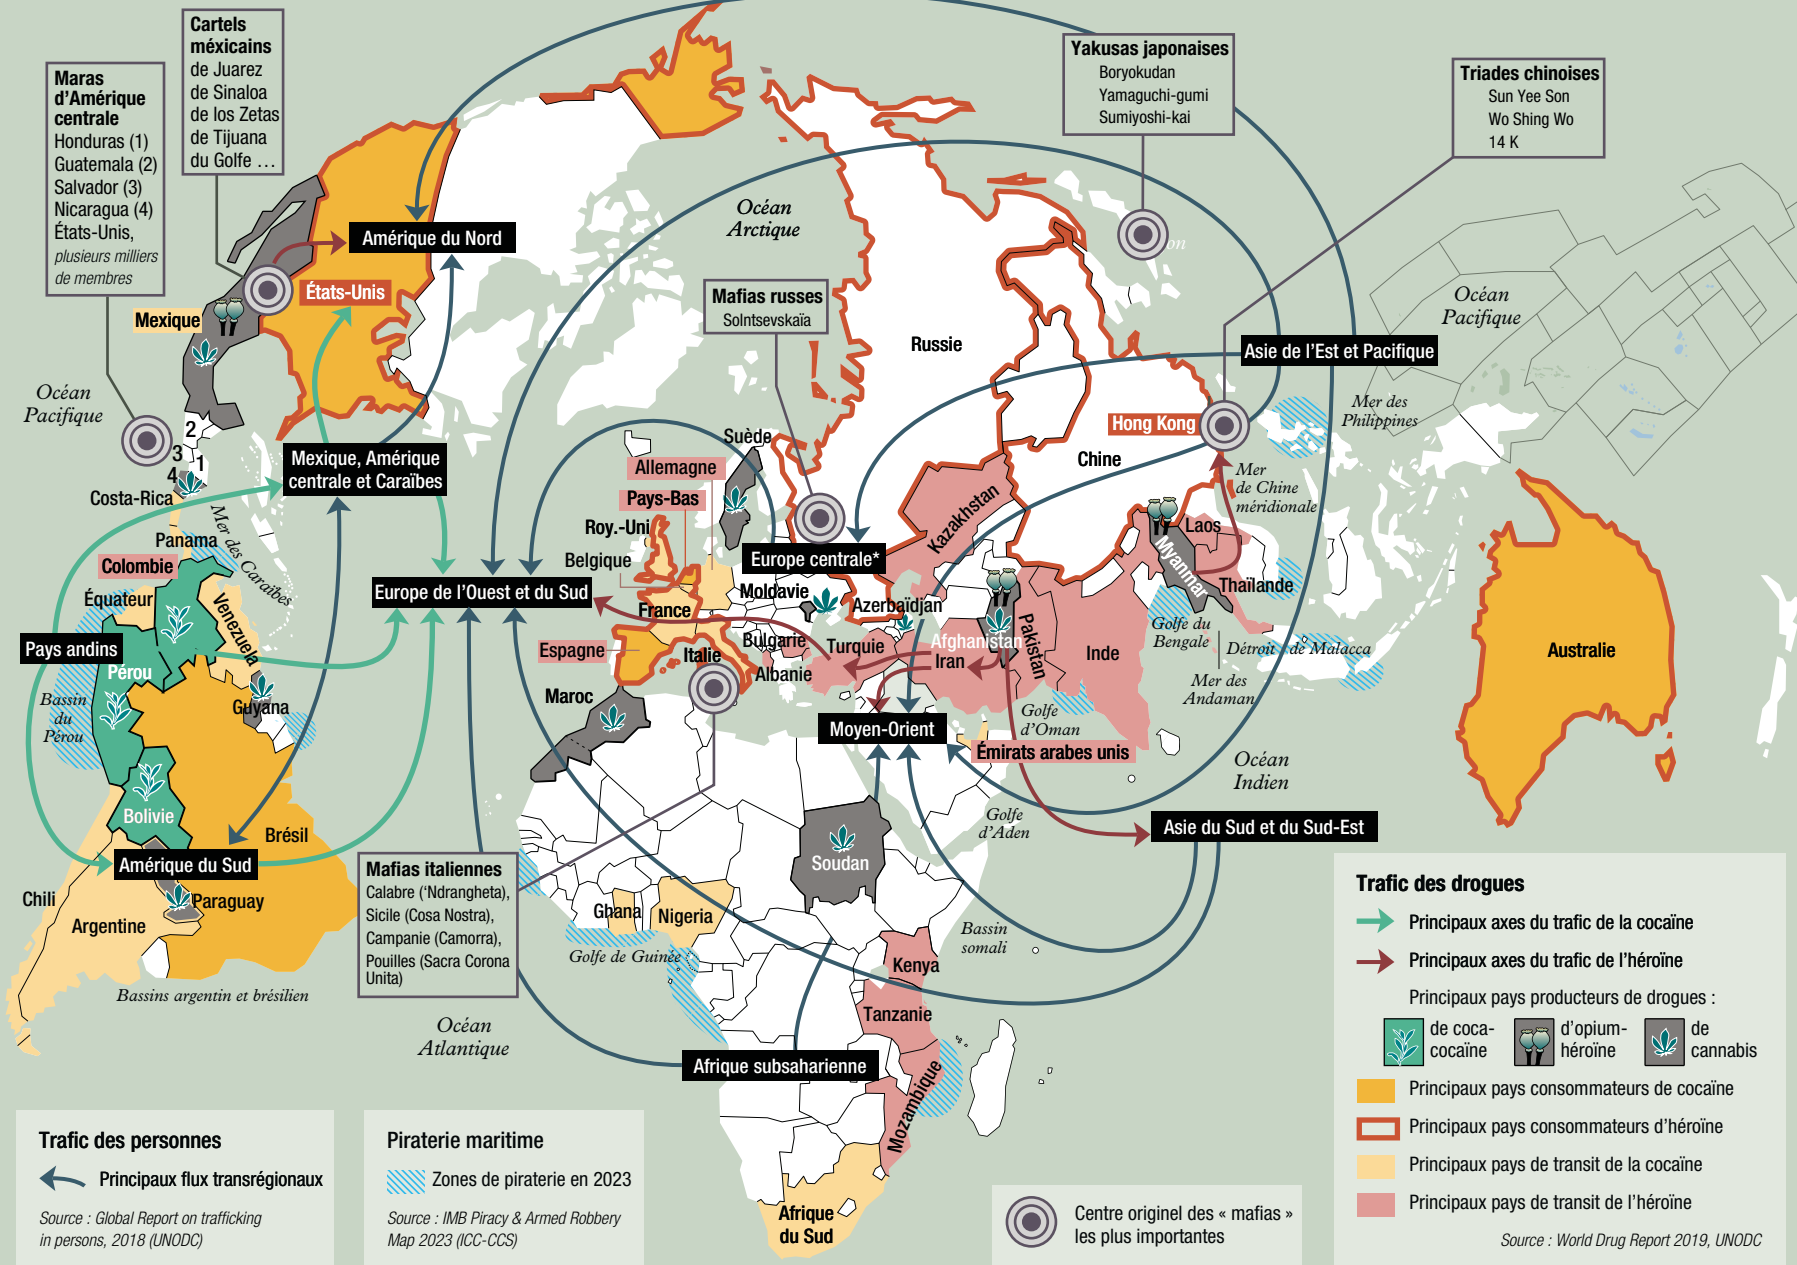 Cartels
méxicains
de Juarez
de Sinaloa
de los Zetas
de Tijuana
du Golfe …
Maras
d’Amérique
centrale
Honduras (1)
Guatemala (2)
Salvador (3)
Nicaragua (4)
États-Unis,
plusieurs milliers
de membres
Yakusas japonaises
Boryokudan
Yamaguchi-gumi
Sumiyoshi-kai
Triades chinoises
Sun Yee Son
Wo Shing Wo
14 K
Océan
Arctique
on
Amérique du Nord
États-Unis
Mexique
Mafias russes
Solntsevskaïa
Russie
Océan
Pacifique
Asie de l’Est et Pacifique
Océan
Pacifique
Mer des
Philippines
2
3
1
4
Mexique, Amérique
centrale et Caraïbes
Costa-Rica
Mer des Caraïbes
Panama
Colombie
Équateur
Venezuela
Pays andins
Pérou
Bassin
du
Pérou
Guyana
Bolivie
Brésil
Amérique du Sud
Chili
Paraguay
Argentine
Bassins argentin et brésilien
Suède
Allemagne
Pays-Bas
Roy.-Uni
Belgique
Europe centrale*
Europe de l’Ouest et du Sud
France
Moldavie
Espagne
Italie
Bulgarie
Albanie
Maroc
Hong Kong
Chine
Mer
de Chine
méridionale
Kazakhstan
Laos
Myanmar
Thaïlande
Azerbaïdjan
Turquie
Afghanistan
Iran
Pakistan
Inde
Golfe du
Bengale
Détroit de Malacca
Mer des
Andaman
Australie
Moyen-Orient
Golfe
d’Oman
Émirats arabes unis
Océan
Indien
Golfe
d’Aden
Asie du Sud et du Sud-Est
Soudan
Mafias italiennes
Calabre (‘Ndrangheta),
Sicile (Cosa Nostra),
Campanie (Camorra),
Pouilles (Sacra Corona
Unita)
Ghana
Nigeria
Golfe de Guinée
Bassin
somali
Kenya
Tanzanie
Océan
Atlantique
Afrique subsaharienne
Mozambique
Afrique
du Sud
Trafic des personnes
Principaux flux transrégionaux
Source : Global Report on trafficking
in persons, 2018 (UNODC)
Piraterie maritime
Zones de piraterie en 2023
Source : IMB Piracy & Armed Robbery
Map 2023 (ICC-CCS)
Centre originel des « mafias »
les plus importantes
Trafic des drogues
Principaux axes du trafic de la cocaïne
Principaux axes du trafic de l’héroïne
Principaux pays producteurs de drogues :
de coca-
cocaïne
d’opium-
héroïne
de
cannabis
Principaux pays consommateurs de cocaïne
Principaux pays consommateurs d’héroïne
Principaux pays de transit de la cocaïne
Principaux pays de transit de l’héroïne
Source : World Drug Report 2019, UNODC